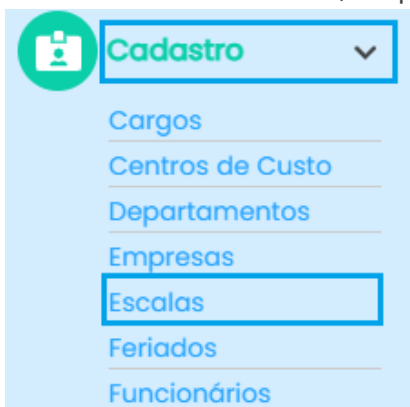 Cadastro
Cargos
Centros de Custo
Departamentos
Empresas
Escalas
Feriados
Funcionários